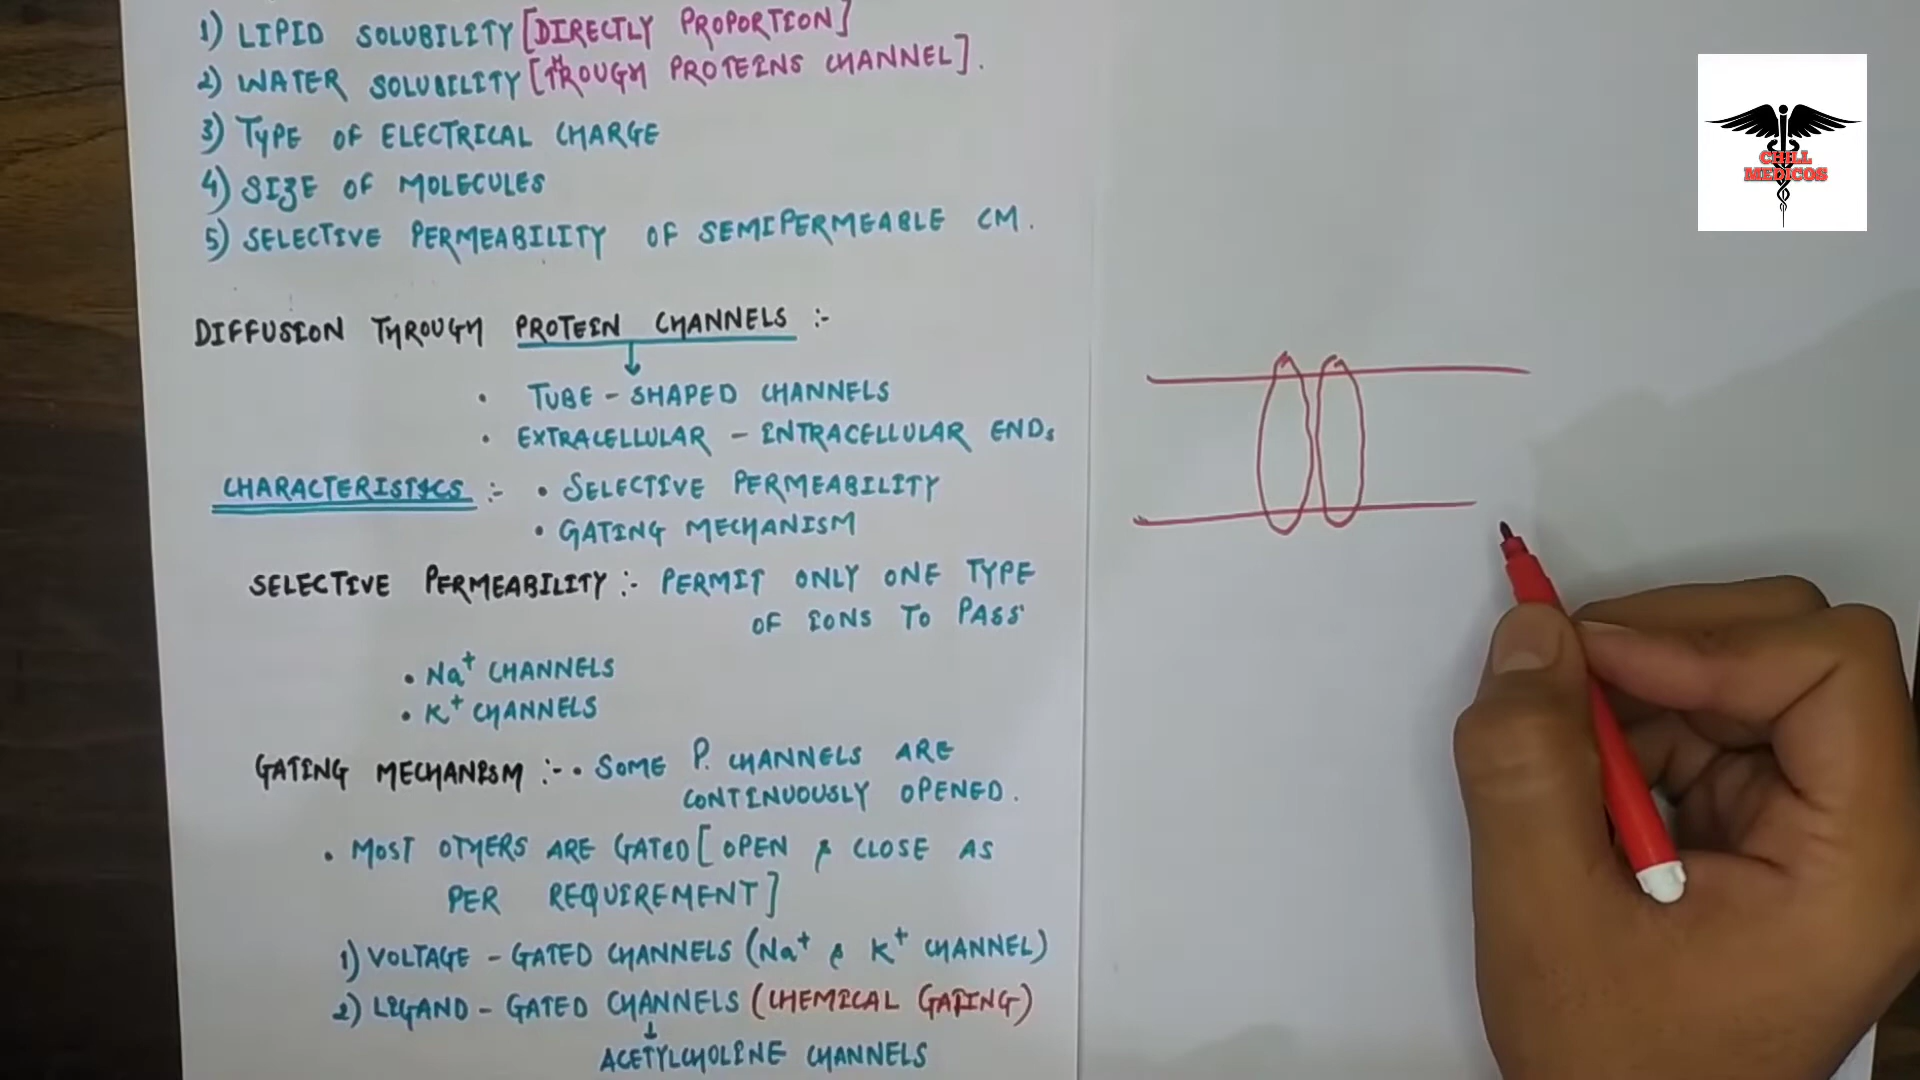 1) LIPID SOLUBILITY [DIRECTLY PROPORTION]
2) WATER SOLUBILITY [THROUGH PROTEINS CHANNEL].
3) TYPE OF ELECTRICAL CHARGE
4) SIZE OF MOLECULES
5) SELECTIVE PERMEABILITY OF SEMIPERMEABLE CM.
DIFFUSION THROUGH PROTEIN CHANNELS :-
• TUBE - SHAPED CHANNELS
• EXTRACELLULAR - INTRACELLULAR ENDs
CHARACTERISTICS :- • SELECTIVE PERMEABILITY
• GATING MECHANISM
SELECTIVE PERMEABILITY :- PERMIT ONLY ONE TYPE
OF IONS TO PASS
• Na+ CHANNELS
• K+ CHANNELS
GATING MECHANISM :- • SOME P. CHANNELS ARE
CONTINUOUSLY OPENED.
• MOST OTHERS ARE GATED [OPEN & CLOSE AS
PER REQUIREMENT]
1) VOLTAGE - GATED CHANNELS (Na+ & K+ CHANNEL)
2) LIGAND - GATED CHANNELS (CHEMICAL GATING)
ACETYLCHOLINE CHANNELS
CHILL
MEDICOS